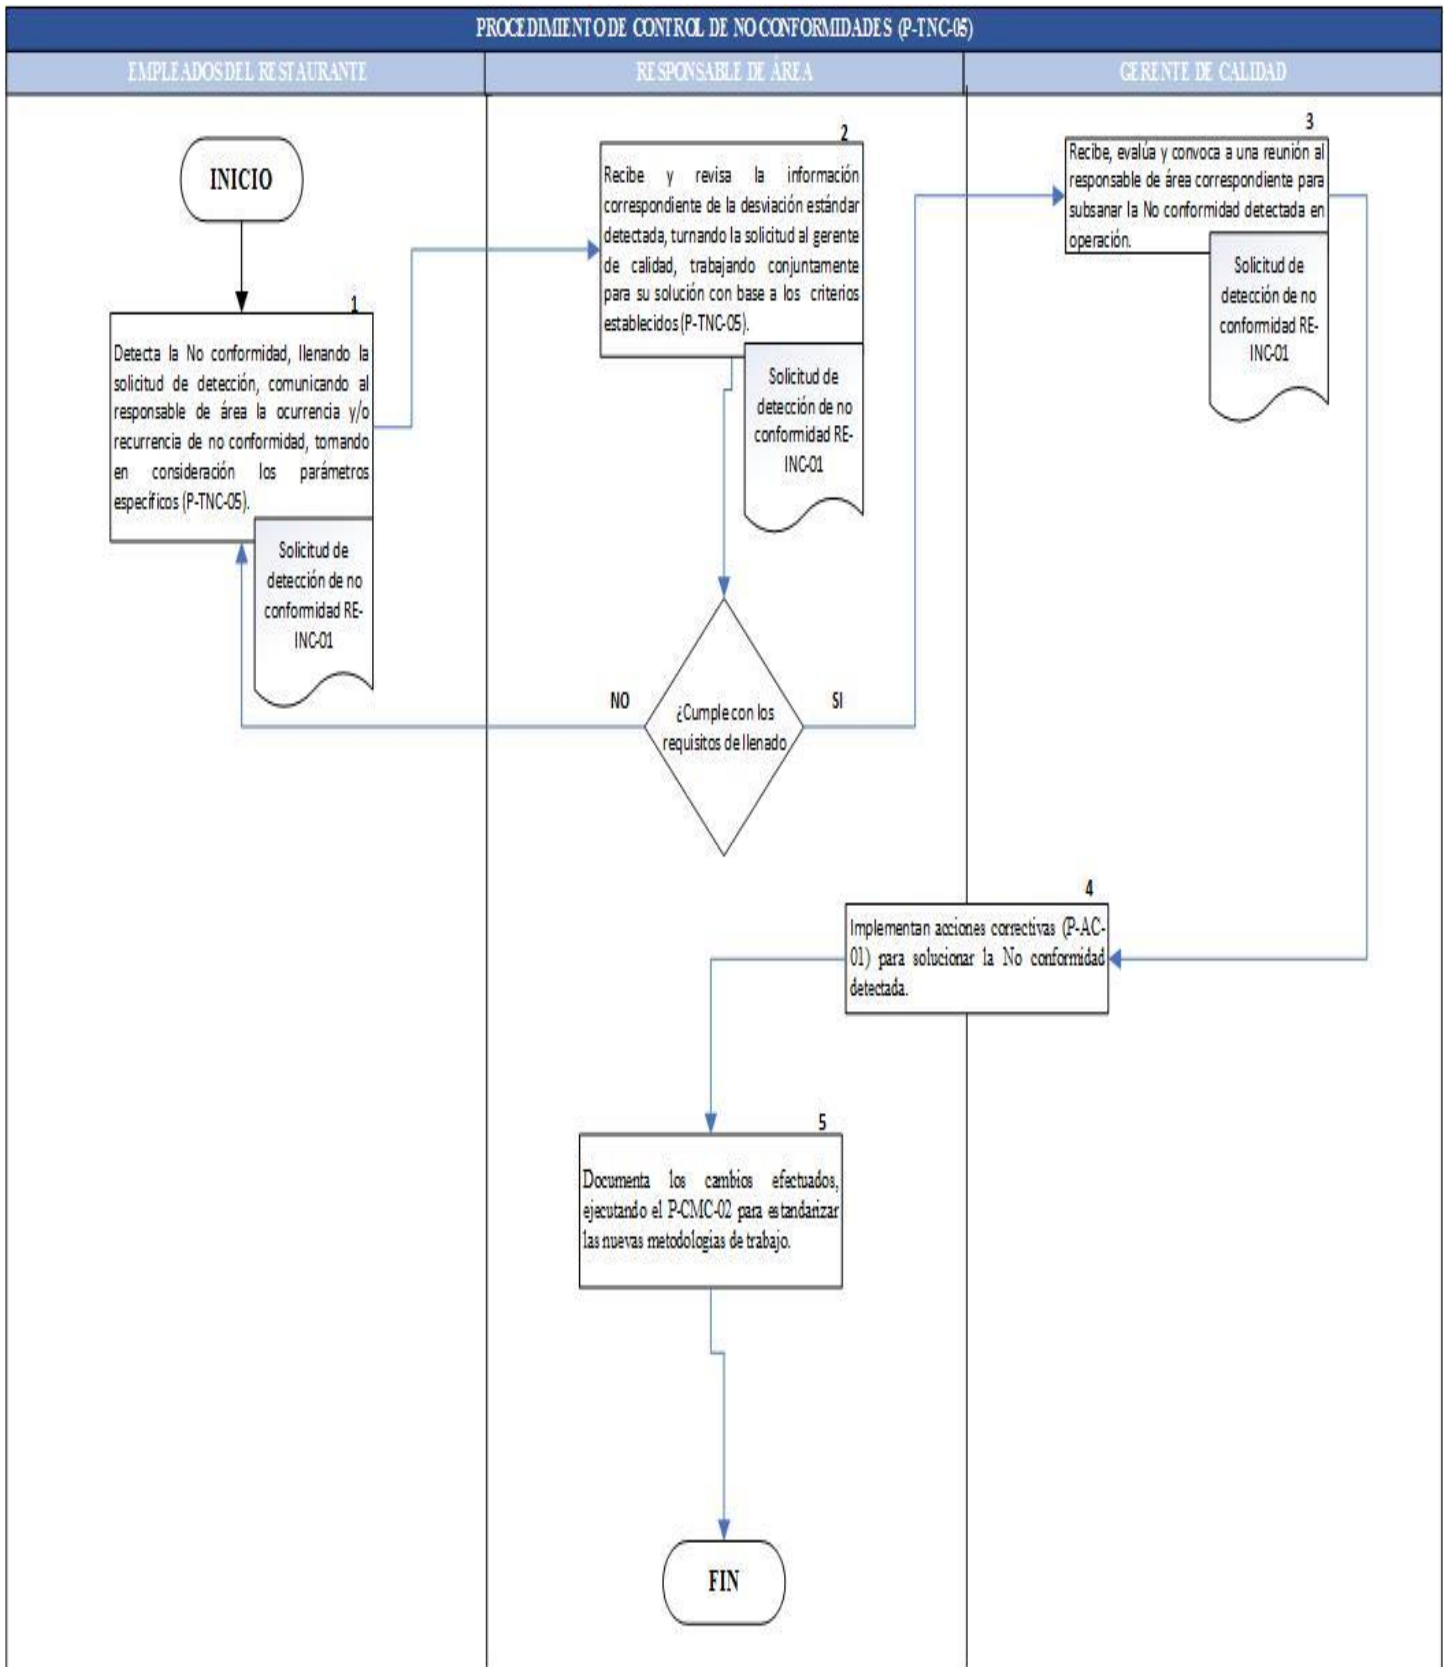 PROCEDIMIENTO DE CONTROL DE NO CONFORMIDADES (P-TNC-05)
EMPLEADOS DEL RESTAURANTE
RESPONSABLE DE ÁREA
GERENTE DE CALIDAD
INICIO
1
Detecta la No conformidad, llenando la
solicitud de detección, comunicando al
responsable de área la ocurrencia y/o
recurrencia de no conformidad, tomando
en consideración los parámetros
específicos (P-TNC-05).
Solicitud de
detección de no
conformidad RE-
INC-01
2
Recibe y revisa la información
correspondiente de la desviación estándar
detectada, turnando la solicitud al gerente
de calidad, trabajando conjuntamente
para su solución con base a los criterios
establecidos (P-TNC-05).
Solicitud de
detección de no
conformidad RE-
INC-01
NO
¿Cumple con los
requisitos de llenado
SI
3
Recibe, evalúa y convoca a una reunión al
responsable de área correspondiente para
subsanar la No conformidad detectada en
operación.
Solicitud de
detección de no
conformidad RE-
INC-01
4
Implementan acciones correctivas (P-AC-
01) para solucionar la No conformidad
detectada.
5
Documenta los cambios efectuados,
ejecutando el P-CMC-02 para estandarizar
las nuevas metodologias de trabajo.
FIN